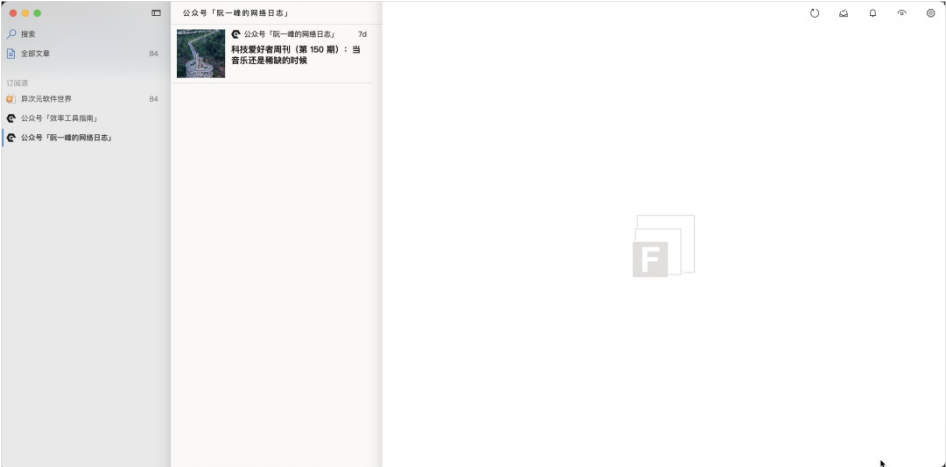 搜索
全部文章 84
订阅源
异次元软件世界 84
公众号「效率工具指南」
公众号「阮一峰的网络日志」
公众号「阮一峰的网络日志」
公众号「阮一峰的网络日志」 7d
科技爱好者周刊（第 150 期）：当
音乐还是稀缺的时候
F